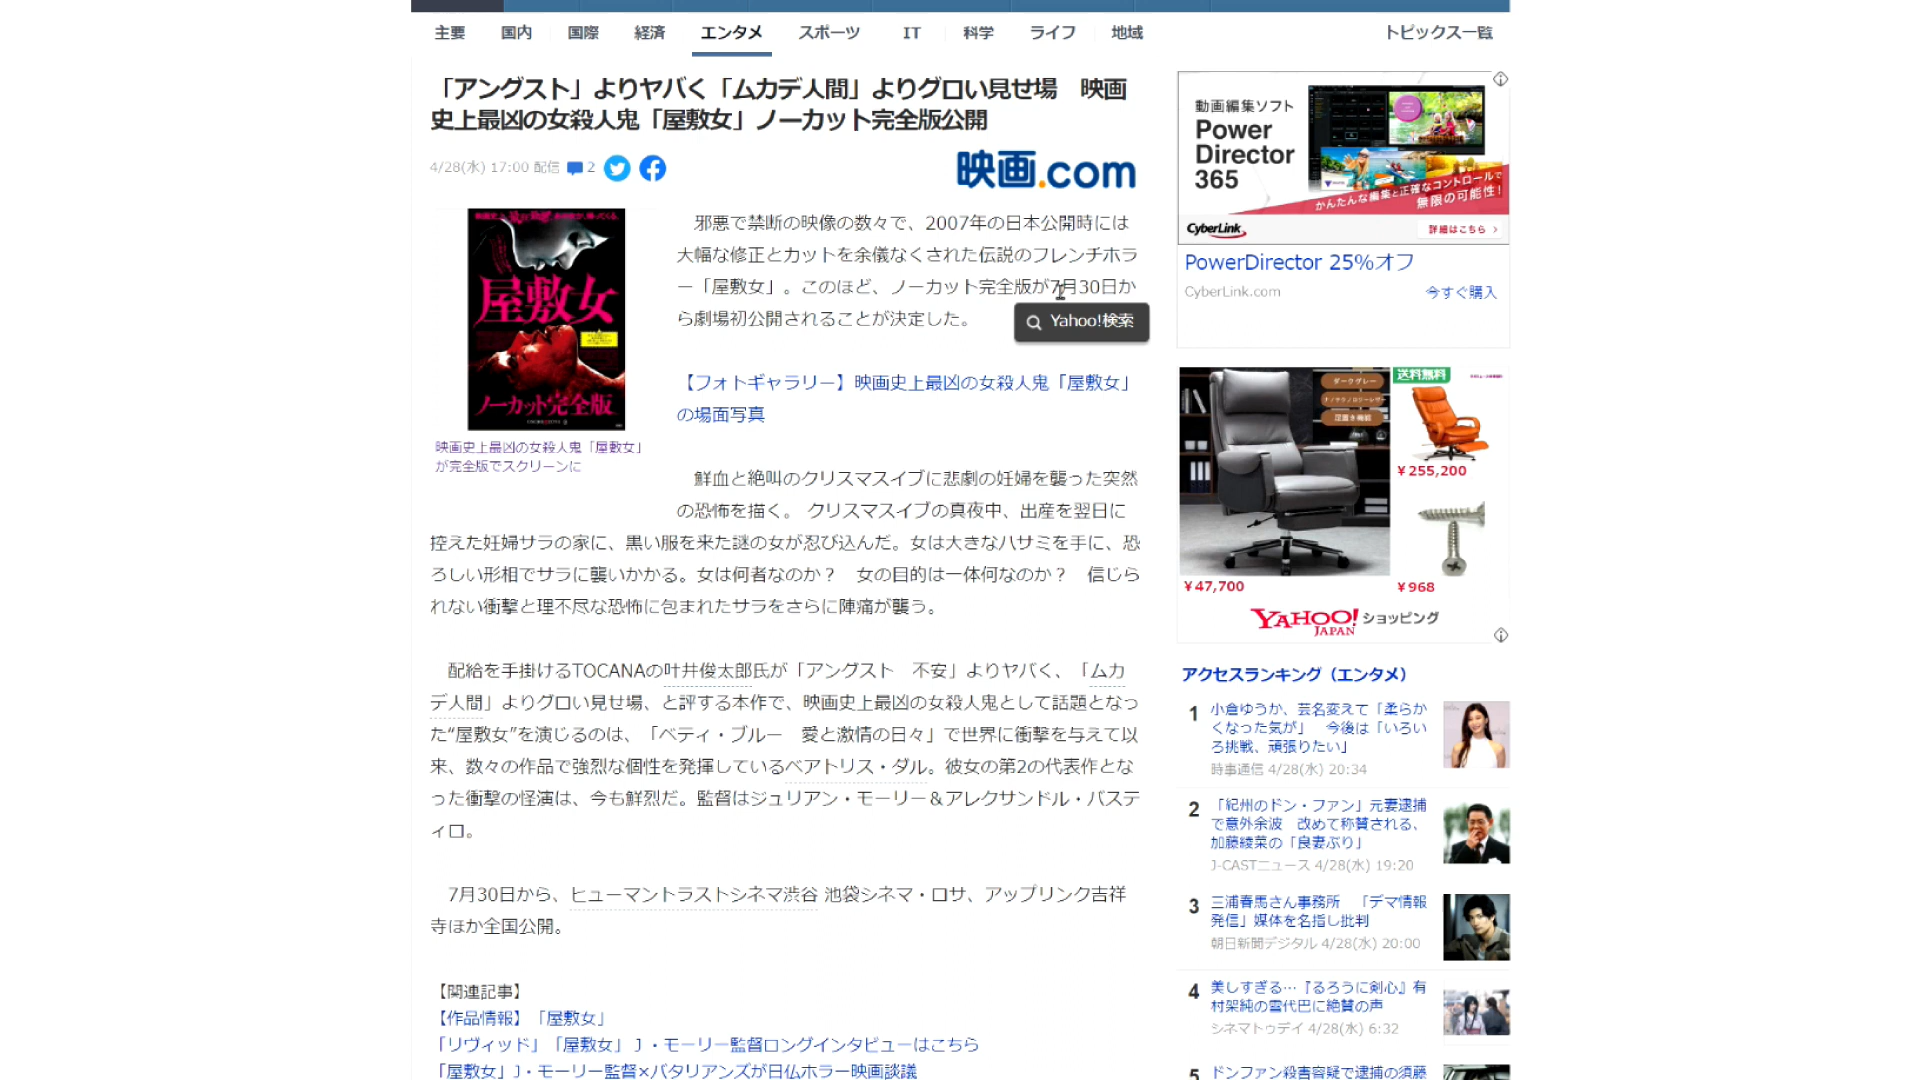 主要 国内 国際 経済 エンタメ スポーツ IT 科学 ライフ 地域 トピックス一覧
「アングスト」よりヤバく「ムカデ人間」よりグロい見せ場　映画
史上最凶の女殺人鬼「屋敷女」ノーカット完全版公開
4/28(水) 17:00 配信 2
映画.com
屋敷女
ノーカット完全版
映画史上最凶の女殺人鬼「屋敷女」
が完全版でスクリーンに
邪悪で禁断の映像の数々で、2007年の日本公開時には
大幅な修正とカットを余儀なくされた伝説のフレンチホラ
ー「屋敷女」。このほど、ノーカット完全版が7月30日か
ら劇場初公開されることが決定した。
Yahoo!検索
【フォトギャラリー】映画史上最凶の女殺人鬼「屋敷女」
の場面写真
鮮血と絶叫のクリスマスイブに悲劇の妊婦を襲った突然
の恐怖を描く。 クリスマスイブの真夜中、出産を翌日に
控えた妊婦サラの家に、黒い服を来た謎の女が忍び込んだ。女は大きなハサミを手に、恐
ろしい形相でサラに襲いかかる。女は何者なのか？　女の目的は一体何なのか？　信じら
れない衝撃と理不尽な恐怖に包まれたサラをさらに陣痛が襲う。
配給を手掛けるTOCANAの叶井俊太郎氏が「アングスト　不安」よりヤバく、「ムカ
デ人間」よりグロい見せ場、と評する本作で、映画史上最凶の女殺人鬼として話題となっ
た“屋敷女”を演じるのは、「ベティ・ブルー　愛と激情の日々」で世界に衝撃を与えて以
来、数々の作品で強烈な個性を発揮しているベアトリス・ダル。彼女の第2の代表作とな
った衝撃の怪演は、今も鮮烈だ。監督はジュリアン・モーリー＆アレクサンドル・バステ
ィロ。
7月30日から、ヒューマントラストシネマ渋谷 池袋シネマ・ロサ、アップリンク吉祥
寺ほか全国公開。
【関連記事】
【作品情報】「屋敷女」
「リヴィッド」「屋敷女」J・モーリー監督ロングインタビューはこちら
「屋敷女」J・モーリー監督×バタリアンズが日仏ホラー映画談議
動画編集ソフト
Power
Director
365
かんたんな編集と正確なコントロールで
無限の可能性!
CyberLink
詳細はこちら
PowerDirector 25%オフ
CyberLink.com 今すぐ購入
ダークグレー
足置き機能
送料無料
￥255,200
￥47,700
￥968
YAHOO! JAPAN ショッピング
アクセスランキング（エンタメ）
1
小倉ゆうか、芸名変えて「柔らか
くなった気が」　今後は「いろい
ろ挑戦、頑張りたい」
時事通信 4/28(水) 20:34
2
「紀州のドン・ファン」元妻逮捕
で意外余波　改めて称賛される、
加藤綾菜の「良妻ぶり」
J-CASTニュース 4/28(水) 19:20
3
三浦春馬さん事務所　「デマ情報
発信」媒体を名指し批判
朝日新聞デジタル 4/28(水) 20:00
4
美しすぎる…『るろうに剣心』有
村架純の雪代巴に絶賛の声
シネマトゥデイ 4/28(水) 6:32
5
ドンファン殺害容疑で逮捕の須藤